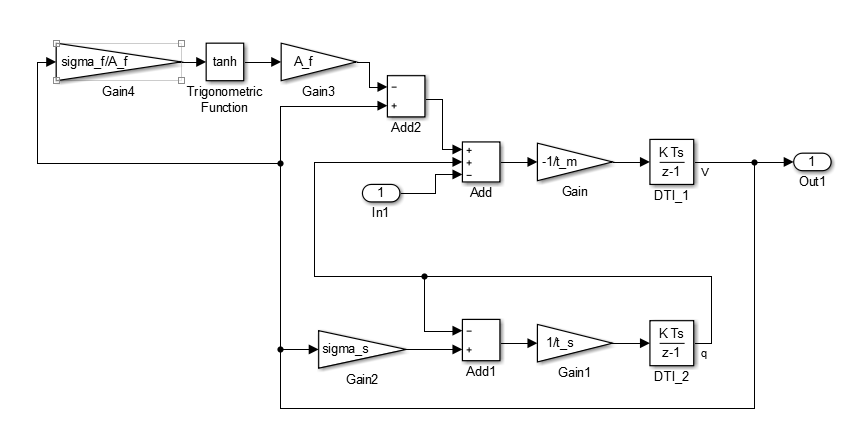 sigma_f/A_f
Gain4
tanh
Trigonometric
Function
A_f
Gain3
−
+
Add2
+
+
−
Add
1
In1
-1/t_m
Gain
K Ts
z-1
DTI_1
V
1
Out1
sigma_s
Gain2
−
+
Add1
1/t_s
Gain1
K Ts
z-1
DTI_2
q